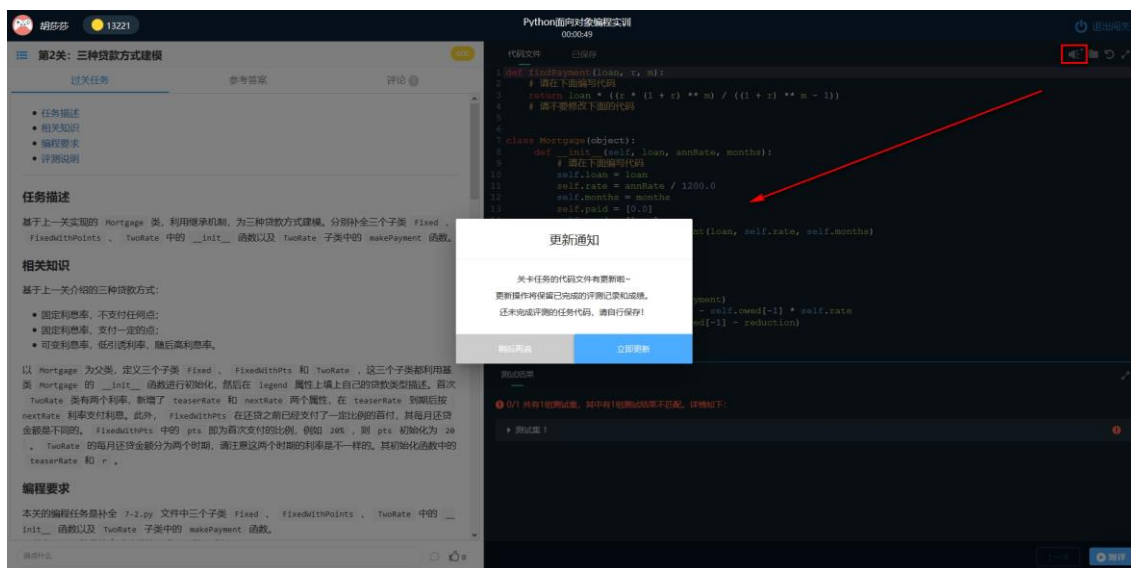 胡莎莎
13221
Python面向对象编程实训
00:00:49
退出闯关
第2关：三种贷款方式建模
过关任务 参考答案 评论
任务描述
相关知识
编程要求
评测说明
任务描述
基于上一关实现的 Mortgage 类，利用继承机制，为三种贷款方式建模。分别补全三个子类 Fixed 、
FixedWithPoints 、 TwoRate 中的 __init__ 函数以及 TwoRate 子类中的 makePayment 函数。
相关知识
基于上一关介绍的三种贷款方式：
固定利息率，不支付任何点；
固定利息率，支付一定的点；
可变利息率，低引诱利率，随后高利息率。
以 Mortgage 为父类，定义三个子类 Fixed 、 FixedWithPts 和 TwoRate ，这三个子类都利用基
类 Mortgage 的 __init__ 函数进行初始化，然后在 legend 属性上填上自己的贷款类型描述。首次
TwoRate 类有两个利率，新增了 teaserRate 和 nextRate 两个属性，在 teaserRate 到期后按
nextRate 利率支付利息。此外， FixedWithPts 在还贷之前已经支付了一定比例的首付，其每月还贷
金额是不同的。 FixedWithPts 中的 pts 即为首次支付的比例，例如 20% ，则 pts 初始化为 20
。 TwoRate 的每月还贷金额分为两个时期，请注意这两个时期的利率是不一样的。其初始化函数中的
teaserRate 和 r 。
编程要求
本关的编程任务是补全 7-2.py 文件中三个子类 Fixed 、 FixedWithPoints 、 TwoRate 中的 __
init__ 函数以及 TwoRate 子类中的 makePayment 函数。
说点什么
0
代码文件 已保存
1 def findPayment(loan, r, m):
2 # 请在下面编写代码
3 return loan * ((r * (1 + r) ** m) / ((1 + r) ** m - 1))
4 # 请不要修改下面的代码
5
6
7 class Mortgage(object):
8 def __init__(self, loan, annRate, months):
9 # 请在下面编写代码
10 self.loan = loan
11 self.rate = annRate / 1200.0
12 self.months = months
13 self.paid = [0.0]
nt(loan, self.rate, self.months)
yment)
- self.owed[-1] * self.rate
ed[-1] - reduction)
更新通知
关卡任务的代码文件有更新啦~
更新操作将保留已完成的评测记录和成绩。
还未完成评测的任务代码，请自行保存！
稍后再说 立即更新
测试结果
0/1 共有1组测试集，其中有1组测试结果不匹配。详情如下：
测试集 1
上一关 评测